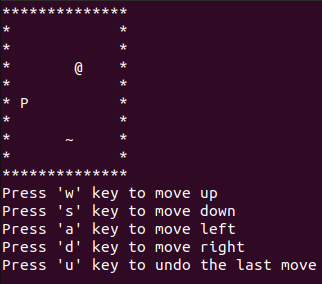 **************
*            *
*            *
*       @    *
*            *
* P          *
*            *
*      ~     *
*            *
**************
Press 'w' key to move up
Press 's' key to move down
Press 'a' key to move left
Press 'd' key to move right
Press 'u' key to undo the last move